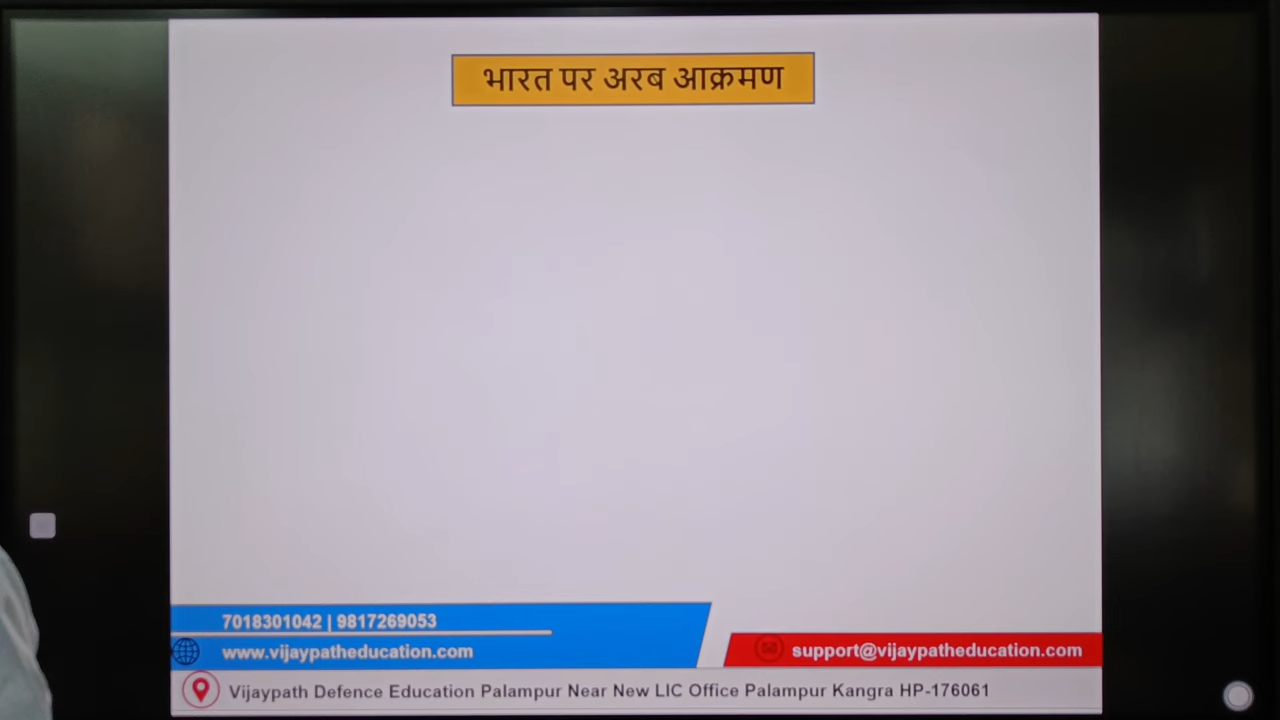 भारत पर अरब आक्रमण
7018301042 | 9817269053
www.vijaypatheducation.com
support@vijaypatheducation.com
Vijaypath Defence Education Palampur Near New LIC Office Palampur Kangra HP-176061